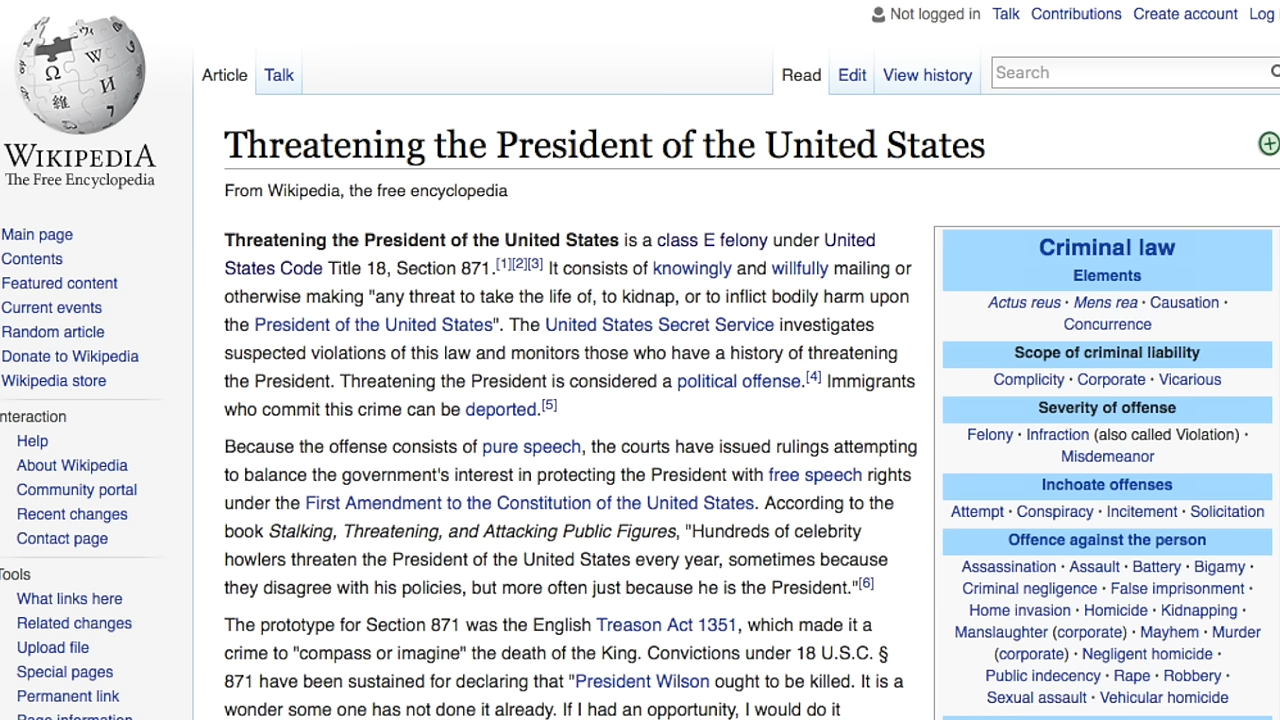 Not logged in Talk Contributions Create account Log
Article Talk Read Edit View history Search
WIKIPEDIA
The Free Encyclopedia
Main page
Contents
Featured content
Current events
Random article
Donate to Wikipedia
Wikipedia store
nteraction
Help
About Wikipedia
Community portal
Recent changes
Contact page
Tools
What links here
Related changes
Upload file
Special pages
Permanent link
Page information
Threatening the President of the United States
From Wikipedia, the free encyclopedia
Threatening the President of the United States is a class E felony under United
States Code Title 18, Section 871.[1][2][3] It consists of knowingly and willfully mailing or
otherwise making "any threat to take the life of, to kidnap, or to inflict bodily harm upon
the President of the United States". The United States Secret Service investigates
suspected violations of this law and monitors those who have a history of threatening
the President. Threatening the President is considered a political offense.[4] Immigrants
who commit this crime can be deported.[5]
Because the offense consists of pure speech, the courts have issued rulings attempting
to balance the government's interest in protecting the President with free speech rights
under the First Amendment to the Constitution of the United States. According to the
book Stalking, Threatening, and Attacking Public Figures, "Hundreds of celebrity
howlers threaten the President of the United States every year, sometimes because
they disagree with his policies, but more often just because he is the President."[6]
The prototype for Section 871 was the English Treason Act 1351, which made it a
crime to "compass or imagine" the death of the King. Convictions under 18 U.S.C. §
871 have been sustained for declaring that "President Wilson ought to be killed. It is a
wonder some one has not done it already. If I had an opportunity, I would do it
Criminal law
Elements
Actus reus · Mens rea · Causation ·
Concurrence
Scope of criminal liability
Complicity · Corporate · Vicarious
Severity of offense
Felony · Infraction (also called Violation) ·
Misdemeanor
Inchoate offenses
Attempt · Conspiracy · Incitement · Solicitation
Offence against the person
Assassination · Assault · Battery · Bigamy ·
Criminal negligence · False imprisonment ·
Home invasion · Homicide · Kidnapping ·
Manslaughter (corporate) · Mayhem · Murder
(corporate) · Negligent homicide ·
Public indecency · Rape · Robbery ·
Sexual assault · Vehicular homicide